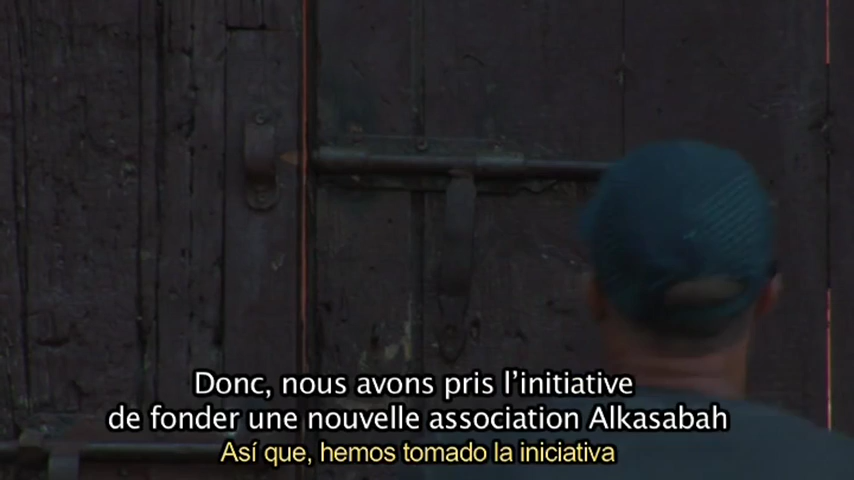 Donc, nous avons pris l'initiative
de fonder une nouvelle association Alkasabah
Así que, hemos tomado la iniciativa